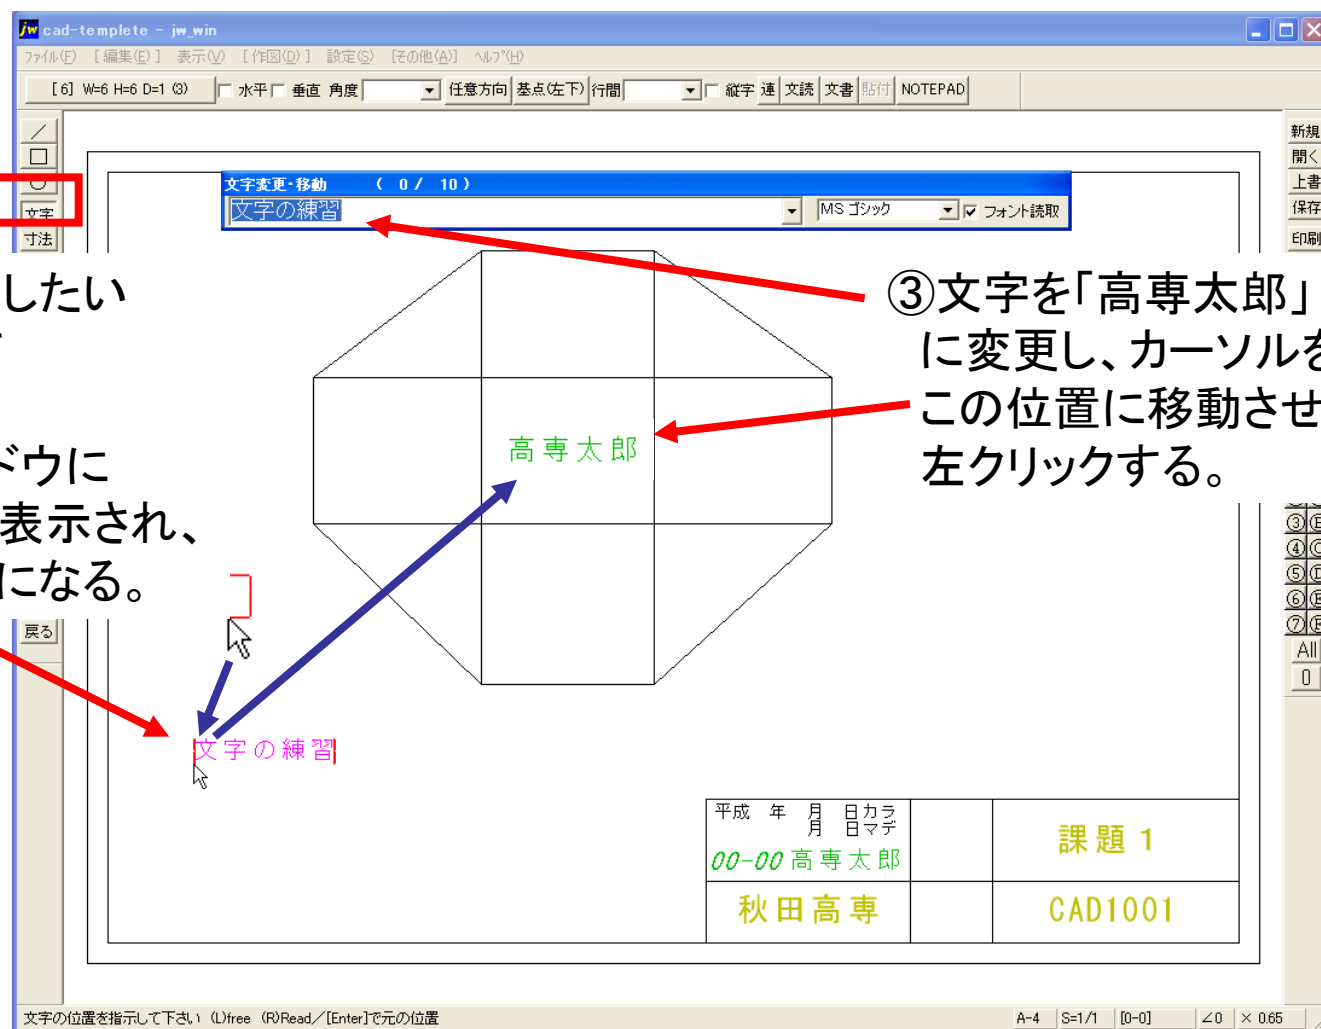 cad-templete - jw_win
ファイル(F) [編集(E)] 表示(V) [作図(D)] 設定(S) [その他(A)] ヘルプ(H)
[6] W=6 H=6 D=1 (3) 水平 垂直 角度 任意方向 基点(左下) 行間 縦字 連 文読 文書 貼付 NOTEPAD
新規
開く
上書
保存
印刷
文字
寸法
文字変更・移動 ( 0 / 10 )
文字の練習 MS ゴシック フォント読取
したい
③文字を「高専太郎」
に変更し、カーソルを
この位置に移動させ
左クリックする。
高専太郎
ドウに
表示され、
になる。
戻る
③
④
⑤
⑥
⑦
All
0
文字の練習
平成 年 月 日カラ
月 日マデ
00-00 高専太郎
課題1
秋田高専
CAD1001
文字の位置を指示して下さい (L)free (R)Read/[Enter]で元の位置
A-4 S=1/1 [0-0] ∠0 × 0.65